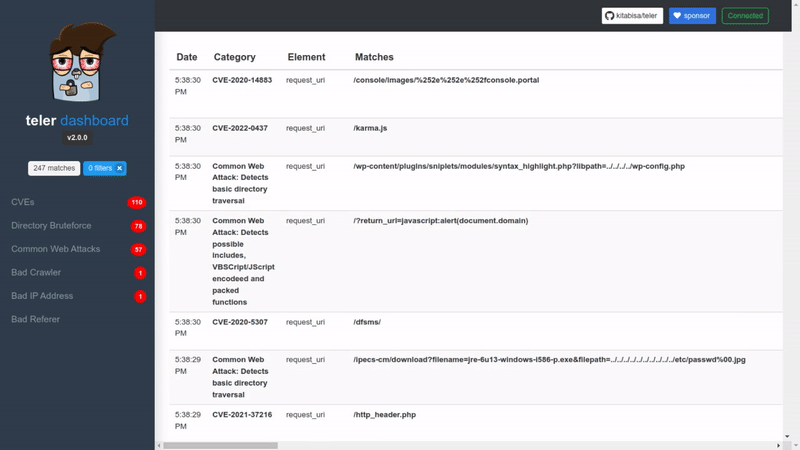 kitabisa/teler
sponsor
Connected
teler dashboard
v2.0.0
247 matches
0 filters ×
CVEs 110
Directory Bruteforce 78
Common Web Attacks 57
Bad Crawler 1
Bad IP Address 1
Bad Referer
Date Category Element Matches
5:38:30 CVE-2020-14883 request_uri /console/images/%252e%252e%252fconsole.portal
PM
5:38:30 CVE-2022-0437 request_uri /karma.js
PM
5:38:30 Common Web request_uri /wp-content/plugins/sniplets/modules/syntax_highlight.php?libpath=../../../../wp-config.php
PM Attack: Detects
basic directory
traversal
5:38:30 Common Web request_uri /?return_url=javascript:alert(document.domain)
PM Attack: Detects
possible
includes,
VBSCript/JScript
encodeed and
packed
functions
5:38:30 CVE-2020-5307 request_uri /dfsms/
PM
5:38:29 Common Web request_uri /ipecs-cm/download?filename=jre-6u13-windows-i586-p.exe&filepath=../../../../../../../../../../etc/passwd%00.jpg
PM Attack: Detects
basic directory
traversal
5:38:29 CVE-2021-37216 request_uri /http_header.php
PM